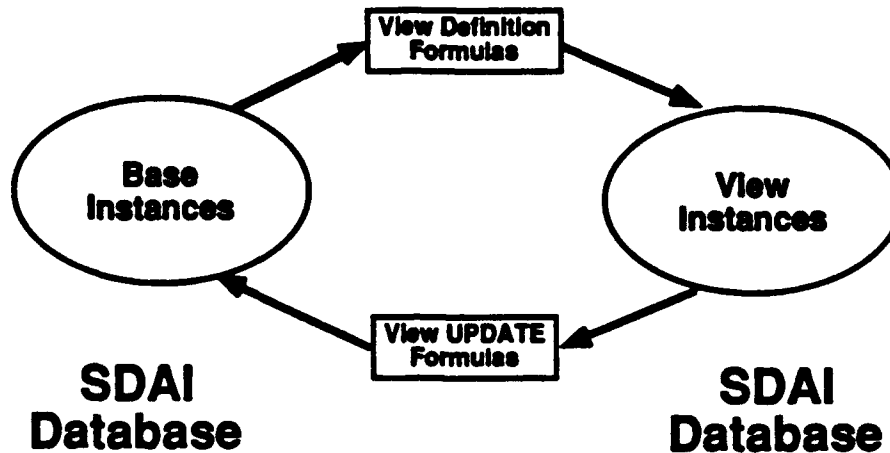 View Definition
Formulas
Base
Instances
View
Instances
View UPDATE
Formulas
SDAI
Database
SDAI
Database